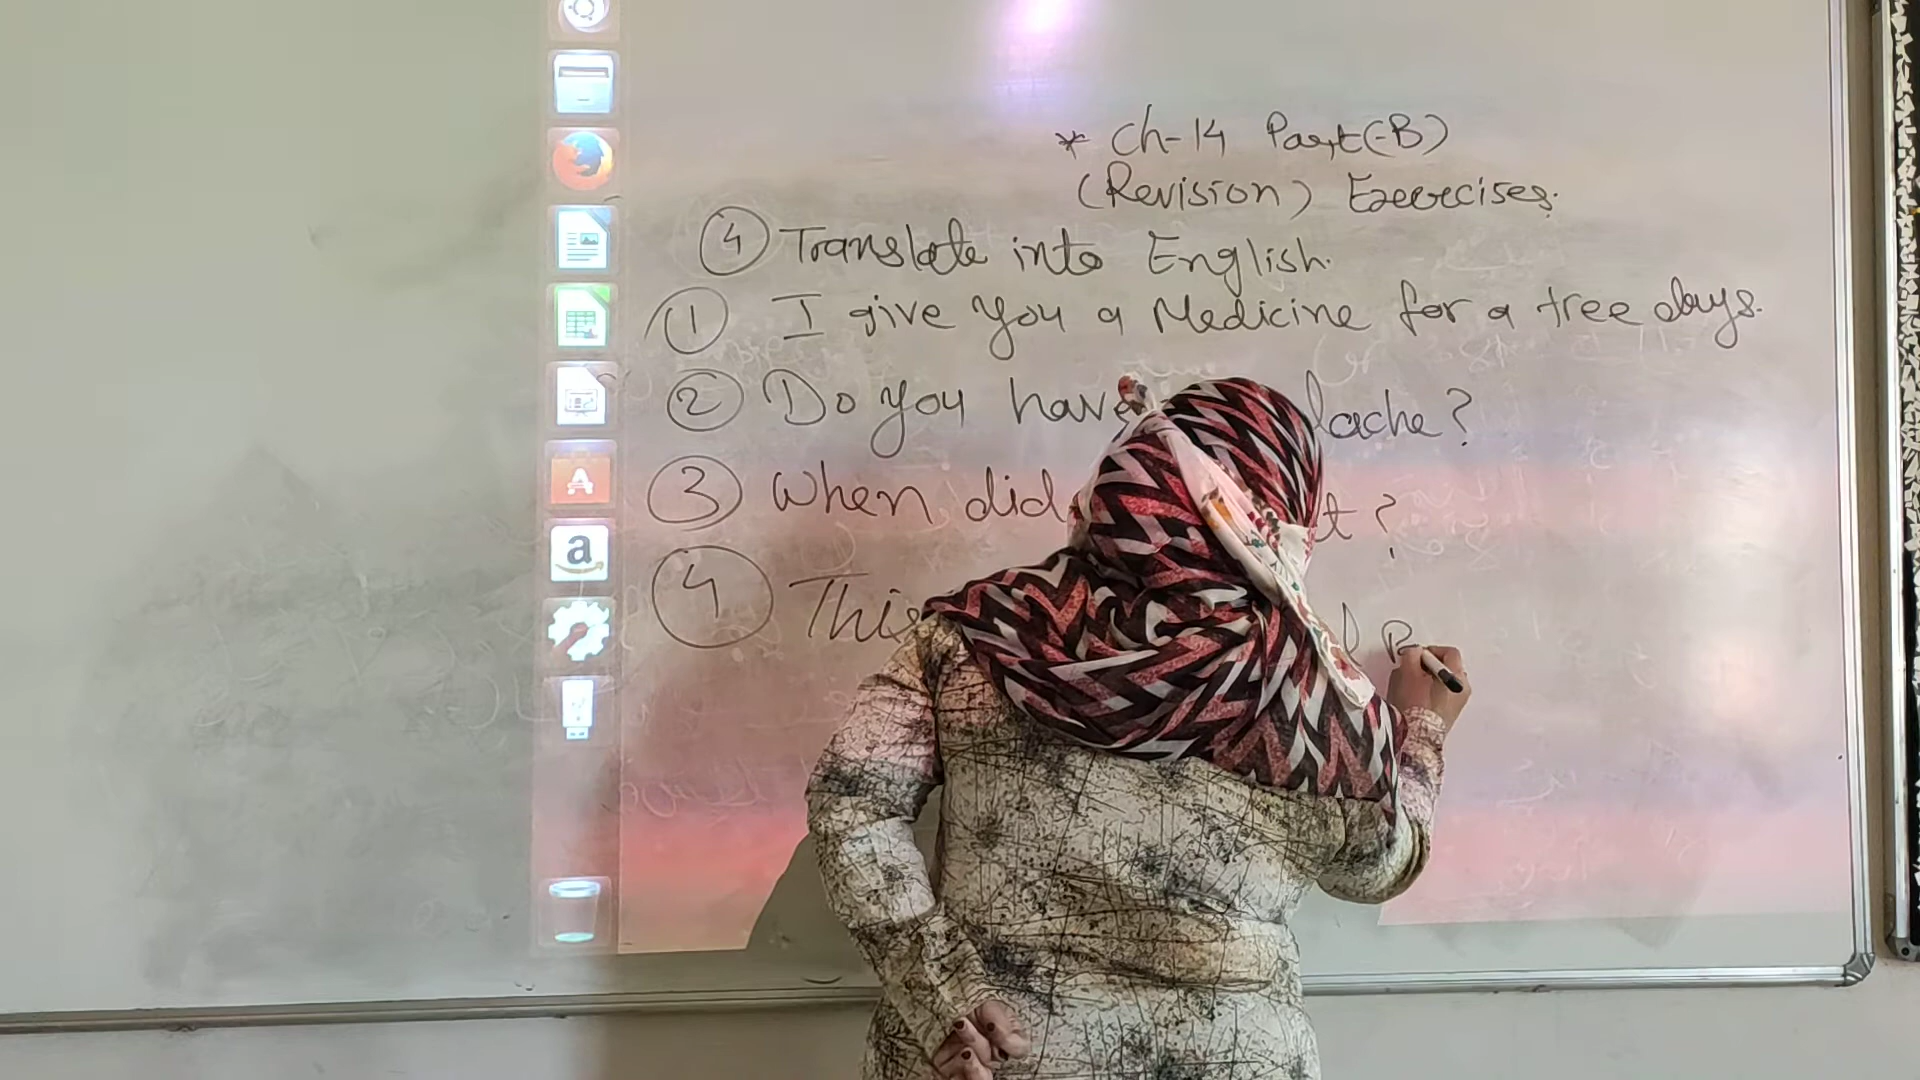 * Ch-14 Part(-B)
(Revision) Exercises.
4 Translate into English.
1 I give you a Medicine for a tree days.
2 Do you have ache?
3 When did t?
4 This